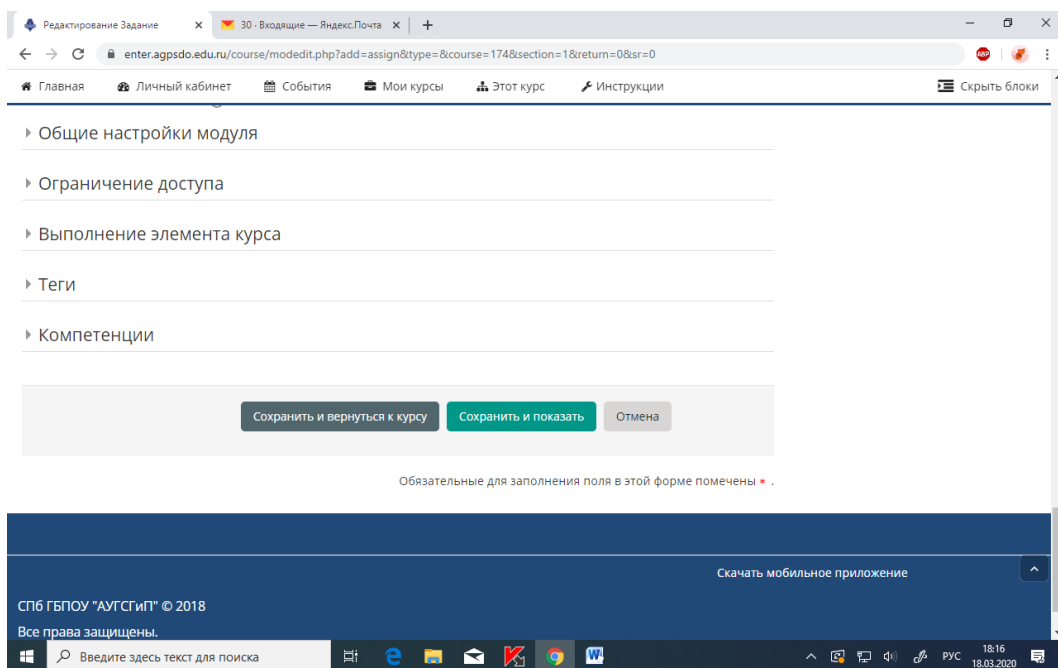 Редактирование Задание
30 · Входящие — Яндекс.Почта
enter.agpsdo.edu.ru/course/modedit.php?add=assign&type=&course=174&section=1&return=0&sr=0
ABP
Главная Личный кабинет События Мои курсы Этот курс Инструкции Скрыть блоки
Общие настройки модуля
Ограничение доступа
Выполнение элемента курса
Теги
Компетенции
Сохранить и вернуться к курсу Сохранить и показать Отмена
Обязательные для заполнения поля в этой форме помечены * .
Скачать мобильное приложение
СПб ГБПОУ "АУГСГиП" © 2018
Все права защищены.
Введите здесь текст для поиска
РУС
18:16
18.03.2020